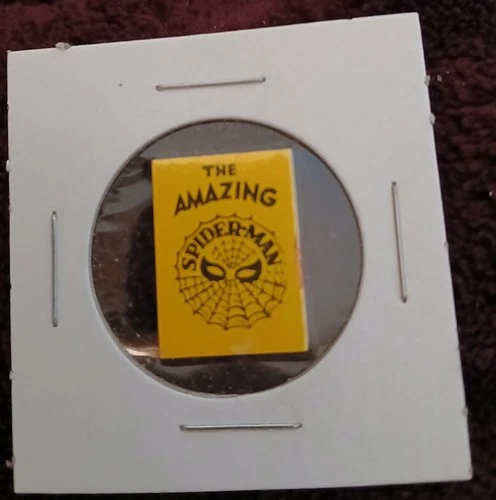 THE
AMAZING
SPIDER-MAN